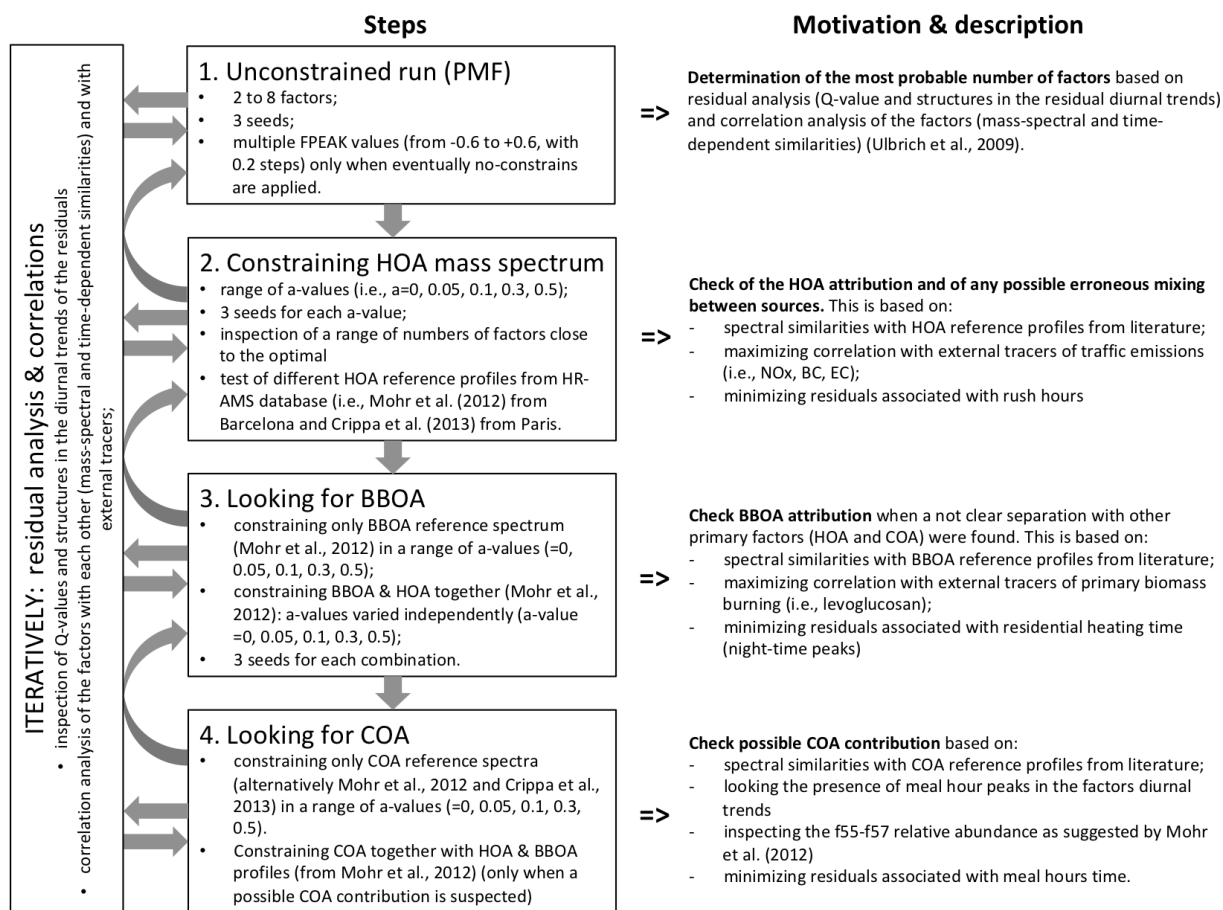 Steps
Motivation & description
ITERATIVELY: residual analysis & correlations
• inspection of Q-values and structures in the diurnal trends of the residuals
• correlation analysis of the factors with each other (mass-spectral and time-dependent similarities) and with
external tracers;
1. Unconstrained run (PMF)
• 2 to 8 factors;
• 3 seeds;
• multiple FPEAK values (from -0.6 to +0.6, with
0.2 steps) only when eventually no-constrains
are applied.
=>
Determination of the most probable number of factors based on
residual analysis (Q-value and structures in the residual diurnal trends)
and correlation analysis of the factors (mass-spectral and time-
dependent similarities) (Ulbrich et al., 2009).
2. Constraining HOA mass spectrum
• range of a-values (i.e., a=0, 0.05, 0.1, 0.3, 0.5);
• 3 seeds for each a-value;
• inspection of a range of numbers of factors close
to the optimal
• test of different HOA reference profiles from HR-
AMS database (i.e., Mohr et al. (2012) from
Barcelona and Crippa et al. (2013) from Paris.
=>
Check of the HOA attribution and of any possible erroneous mixing
between sources. This is based on:
- spectral similarities with HOA reference profiles from literature;
- maximizing correlation with external tracers of traffic emissions
(i.e., NOx, BC, EC);
- minimizing residuals associated with rush hours
3. Looking for BBOA
• constraining only BBOA reference spectrum
(Mohr et al., 2012) in a range of a-values (=0,
0.05, 0.1, 0.3, 0.5);
• constraining BBOA & HOA together (Mohr et al.,
2012): a-values varied independently (a-value
=0, 0.05, 0.1, 0.3, 0.5);
• 3 seeds for each combination.
=>
Check BBOA attribution when a not clear separation with other
primary factors (HOA and COA) were found. This is based on:
- spectral similarities with BBOA reference profiles from literature;
- maximizing correlation with external tracers of primary biomass
burning (i.e., levoglucosan);
- minimizing residuals associated with residential heating time
(night-time peaks)
4. Looking for COA
• constraining only COA reference spectra
(alternatively Mohr et al., 2012 and Crippa et al.,
2013) in a range of a-values (=0, 0.05, 0.1, 0.3,
0.5).
• Constraining COA together with HOA & BBOA
profiles (from Mohr et al., 2012) (only when a
possible COA contribution is suspected)
=>
Check possible COA contribution based on:
- spectral similarities with COA reference profiles from literature;
- looking the presence of meal hour peaks in the factors diurnal
trends
- inspecting the f55-f57 relative abundance as suggested by Mohr
et al. (2012)
- minimizing residuals associated with meal hours time.